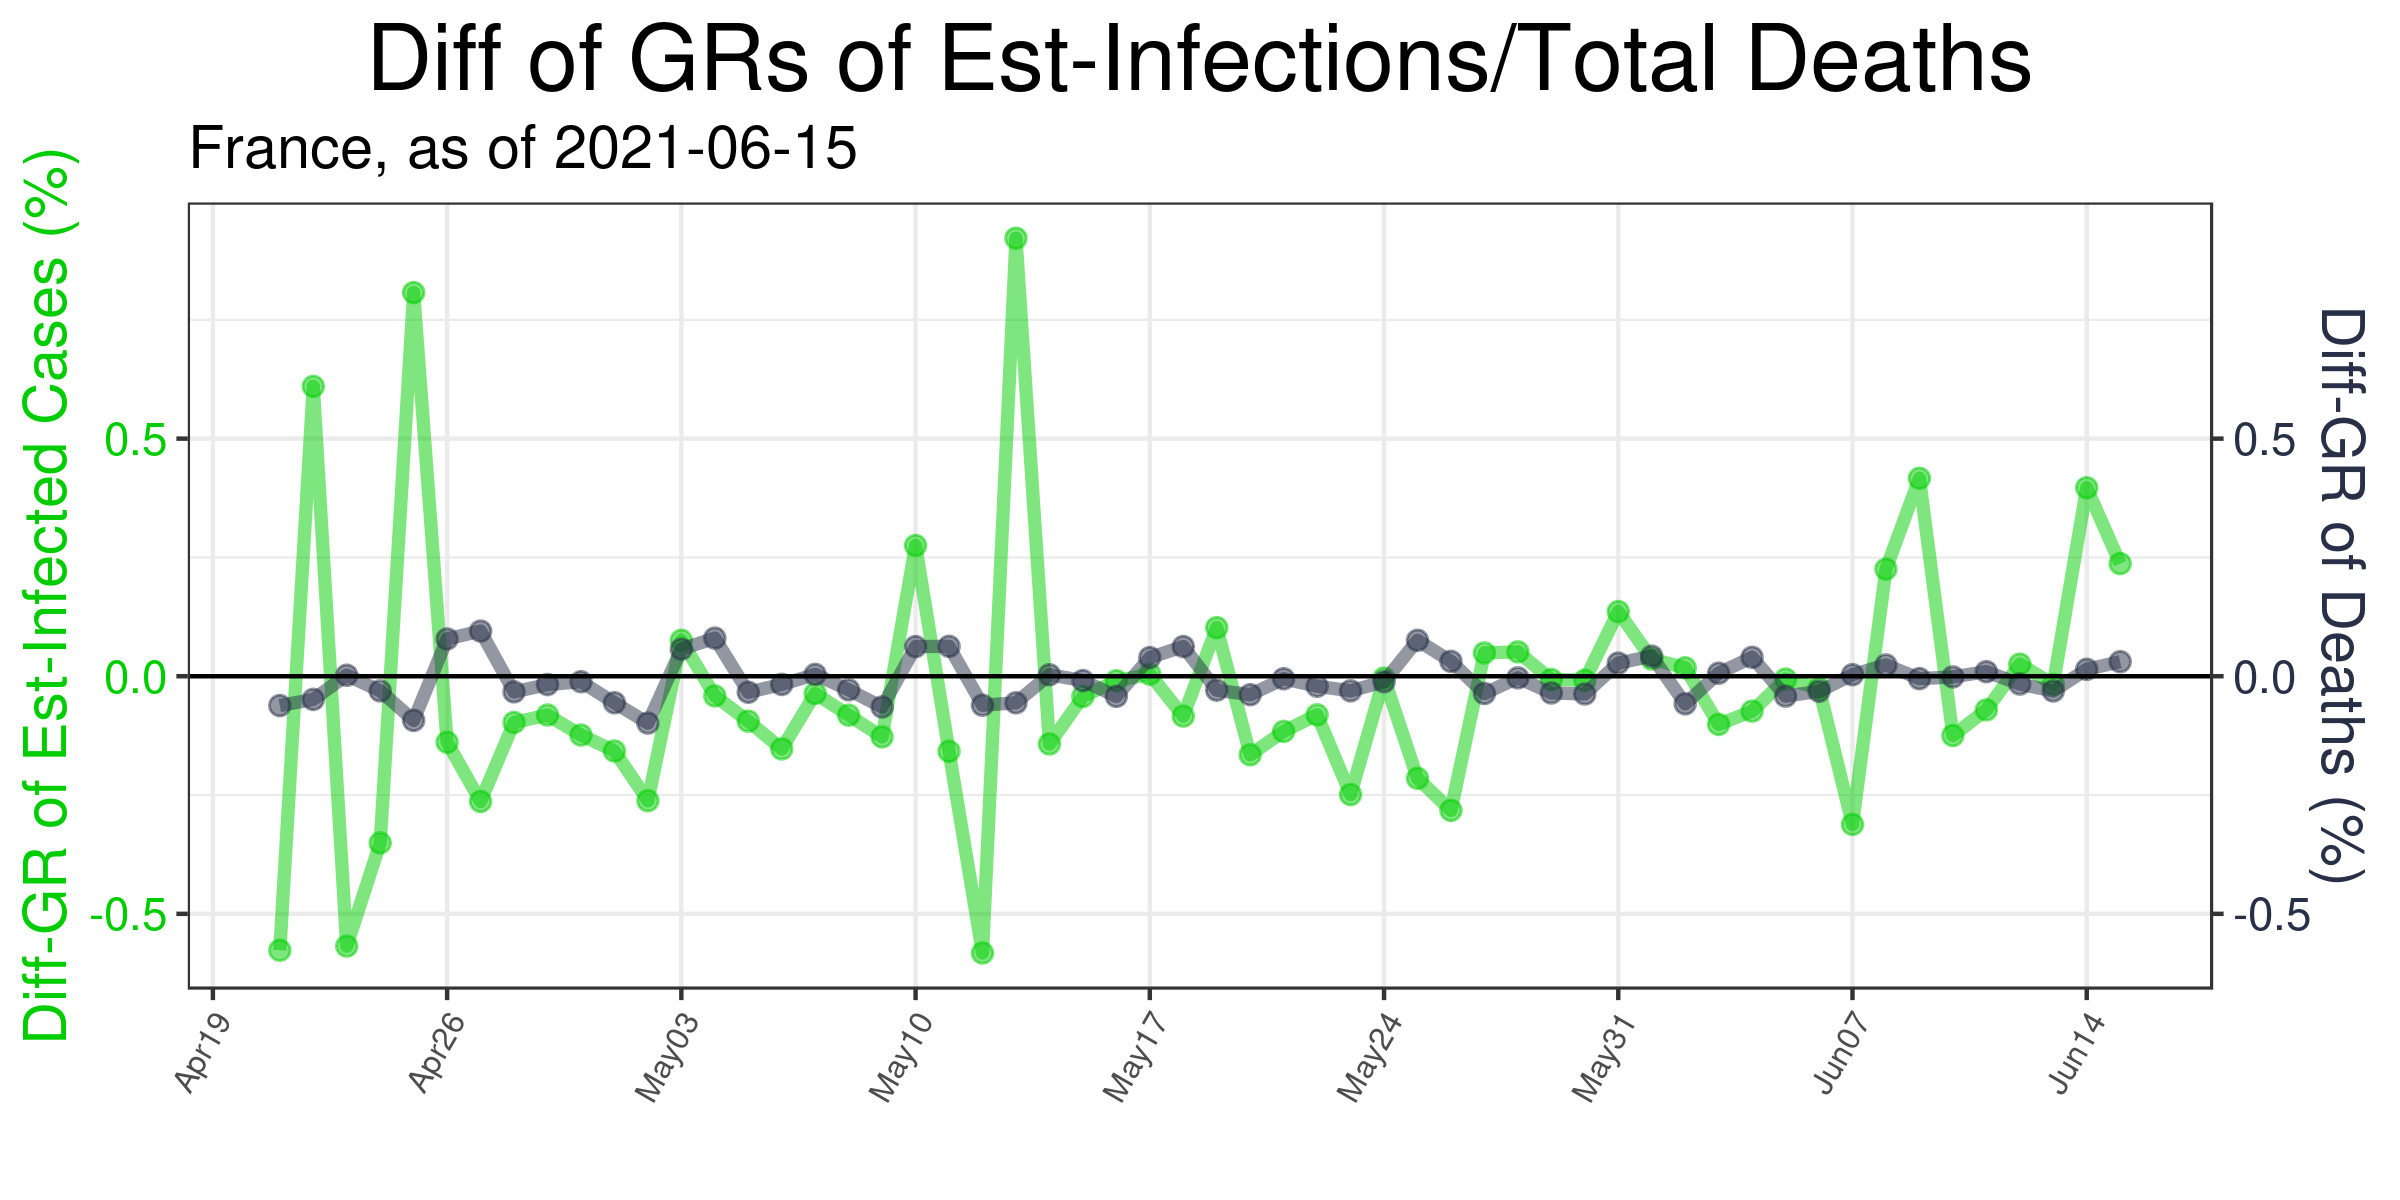 Diff of GRs of Est-Infections/Total Deaths
France, as of 2021-06-15
Diff-GR of Est-Infected Cases (%)
0.5
0.0
-0.5
0.5
0.0
-0.5
Diff-GR of Deaths (%)
Apr19
Apr26
May03
May10
May17
May24
May31
Jun07
Jun14